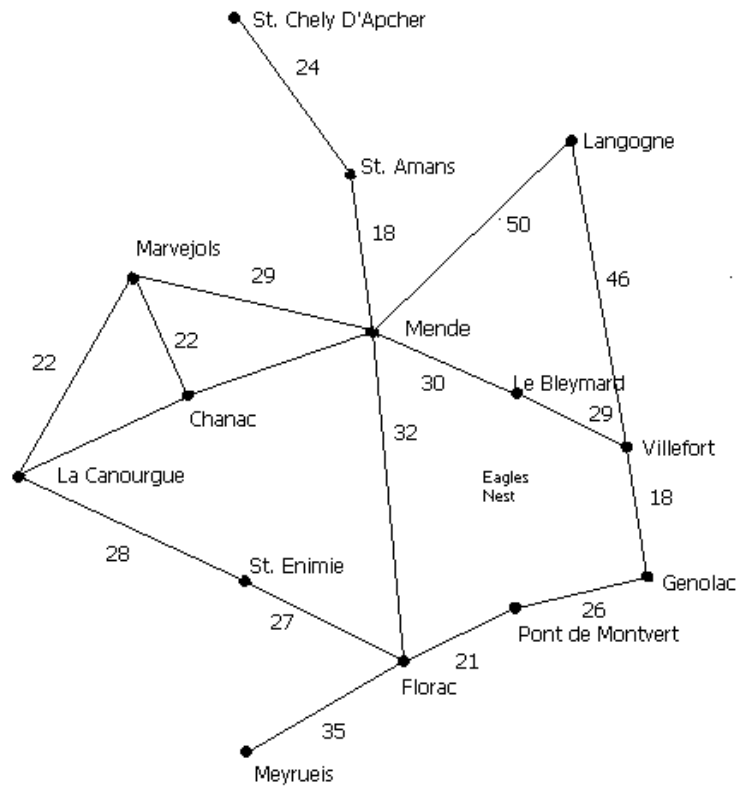 St. Chely D'Apcher
24
Langogne
St. Amans
50
18
Marvejols
29
46
Mende
22
22
30
Le Bleymard
Chanac
29
32
Villefort
La Canourgue
Eagles
Nest
18
28
St. Enimie
Genolac
26
27
Pont de Montvert
21
Florac
35
Meyrueis